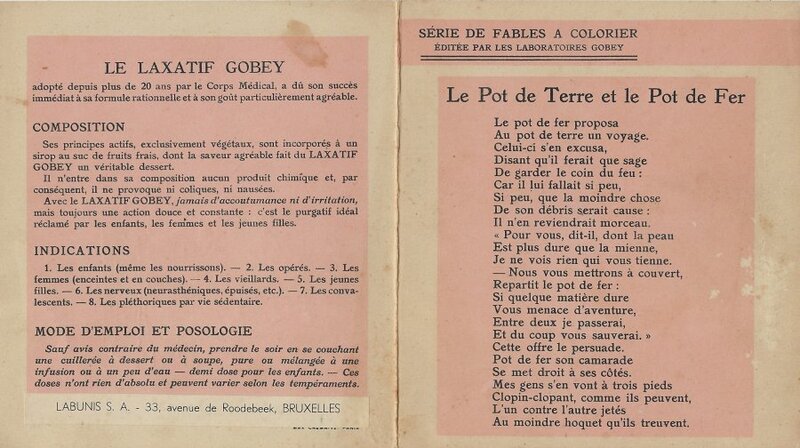 LE LAXATIF GOBEY
adopté depuis plus de 20 ans par le Corps Médical, a dû son succès
immédiat à sa formule rationnelle et à son goût particulièrement agréable.
COMPOSITION
Ses principes actifs, exclusivement végétaux, sont incorporés à un
sirop au suc de fruits frais, dont la saveur agréable fait du LAXATIF
GOBEY un véritable dessert.
Il n'entre dans sa composition aucun produit chimique et, par
conséquent, il ne provoque ni coliques, ni nausées.
Avec le LAXATIF GOBEY, jamais d'accoutumance ni d'irritation,
mais toujours une action douce et constante : c'est le purgatif idéal
réclamé par les enfants, les femmes et les jeunes filles.
INDICATIONS
1. Les enfants (même les nourrissons). — 2. Les opérés. — 3. Les
femmes (enceintes et en couches). — 4. Les vieillards. — 5. Les jeunes
filles. — 6. Les nerveux (neurasthéniques, épuisés, etc.). — 7. Les conva-
lescents. — 8. Les pléthoriques par vie sédentaire.
MODE D'EMPLOI ET POSOLOGIE
Sauf avis contraire du médecin, prendre le soir en se couchant
une cuillerée à dessert ou à soupe, pure ou mélangée à une
infusion ou à un peu d'eau — demi dose pour les enfants. — Ces
doses n'ont rien d'absolu et peuvent varier selon les tempéraments.
LABUNIS S. A. - 33, avenue de Roodebeek, BRUXELLES
SÉRIE DE FABLES A COLORIER
ÉDITÉE PAR LES LABORATOIRES GOBEY
Le Pot de Terre et le Pot de Fer
Le pot de fer proposa
Au pot de terre un voyage.
Celui-ci s'en excusa,
Disant qu'il ferait que sage
De garder le coin du feu :
Car il lui fallait si peu,
Si peu, que la moindre chose
De son débris serait cause :
Il n'en reviendrait morceau.
« Pour vous, dit-il, dont la peau
Est plus dure que la mienne,
Je ne vois rien qui vous tienne.
— Nous vous mettrons à couvert,
Repartit le pot de fer :
Si quelque matière dure
Vous menace d'aventure,
Entre deux je passerai,
Et du coup vous sauverai. »
Cette offre le persuade.
Pot de fer son camarade
Se met droit à ses côtés.
Mes gens s'en vont à trois pieds
Clopin-clopant, comme ils peuvent,
L'un contre l'autre jetés
Au moindre hoquet qu'ils treuvent.